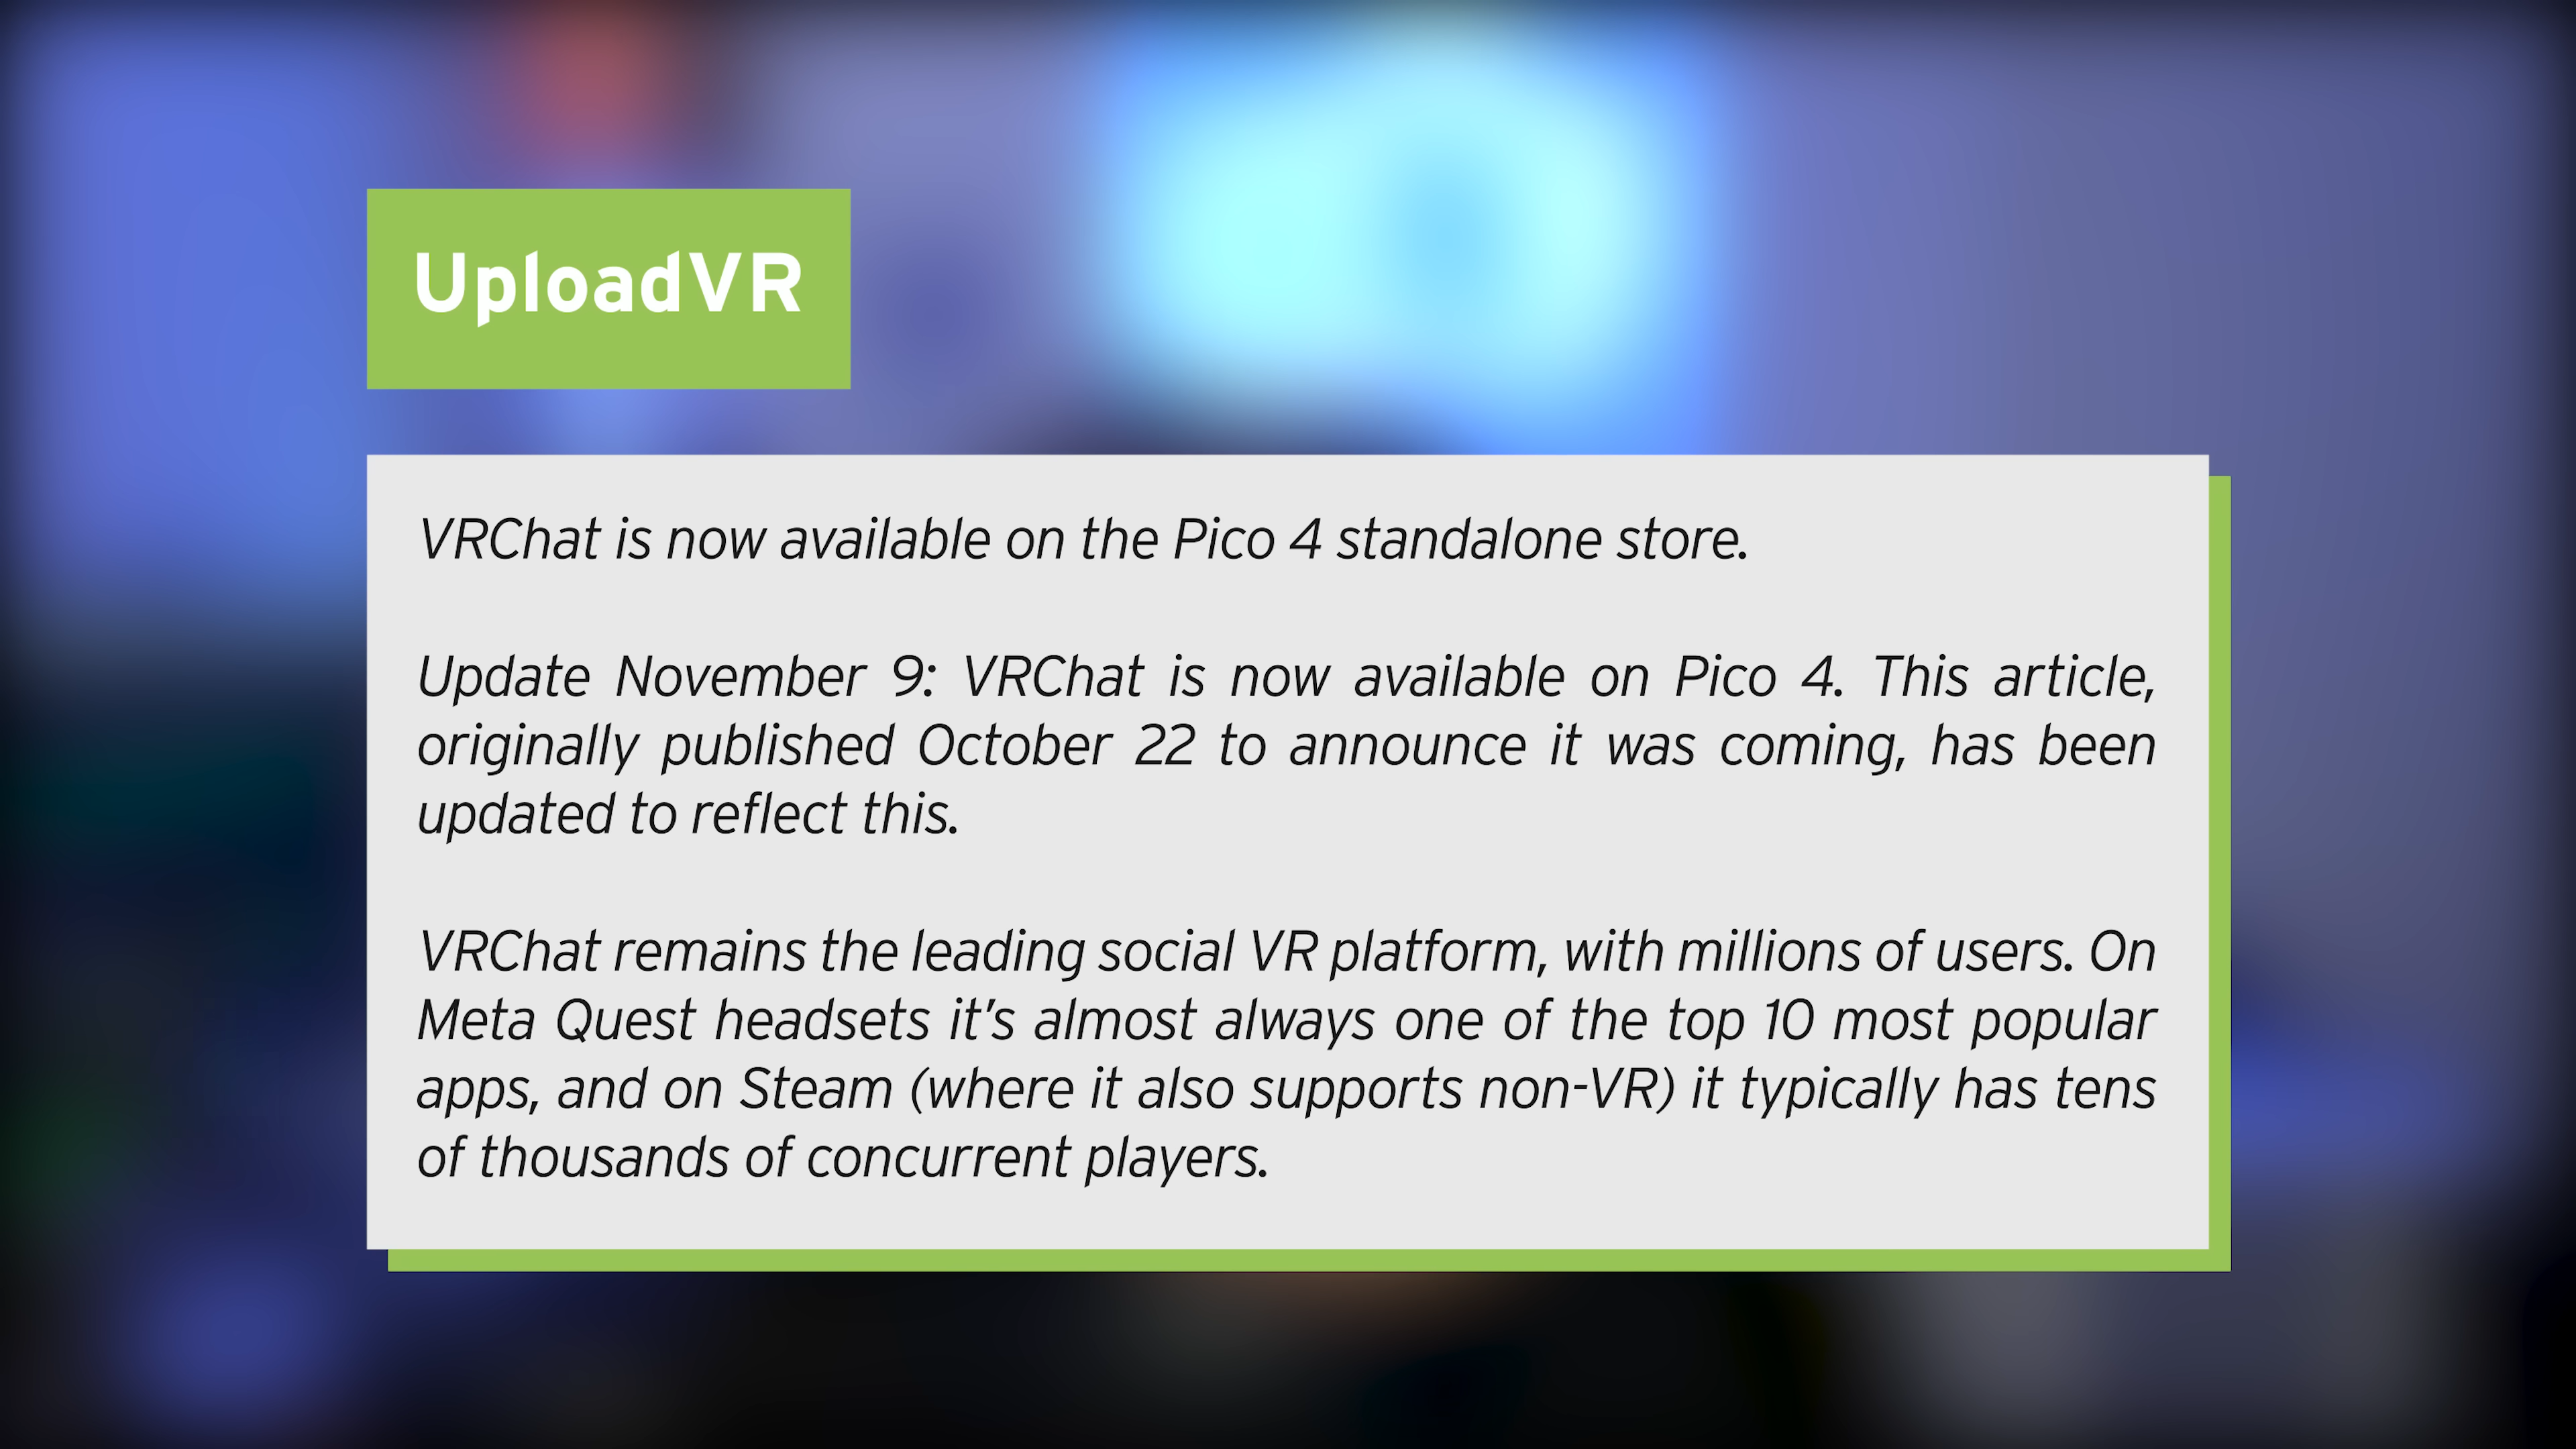 UploadVR
VRChat is now available on the Pico 4 standalone store.
Update November 9: VRChat is now available on Pico 4. This article,
originally published October 22 to announce it was coming, has been
updated to reflect this.
VRChat remains the leading social VR platform, with millions of users. On
Meta Quest headsets it’s almost always one of the top 10 most popular
apps, and on Steam (where it also supports non-VR) it typically has tens
of thousands of concurrent players.